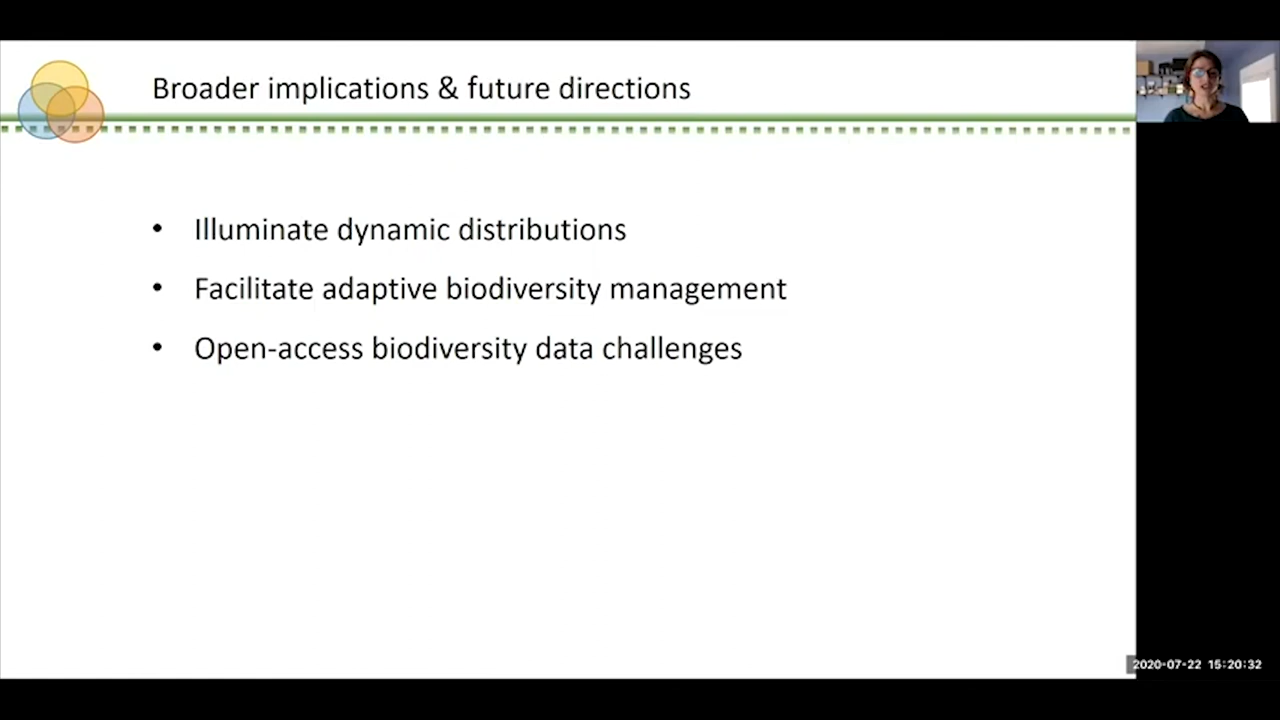 Broader implications & future directions
• Illuminate dynamic distributions
• Facilitate adaptive biodiversity management
• Open-access biodiversity data challenges
2020-07-22 15:20:32